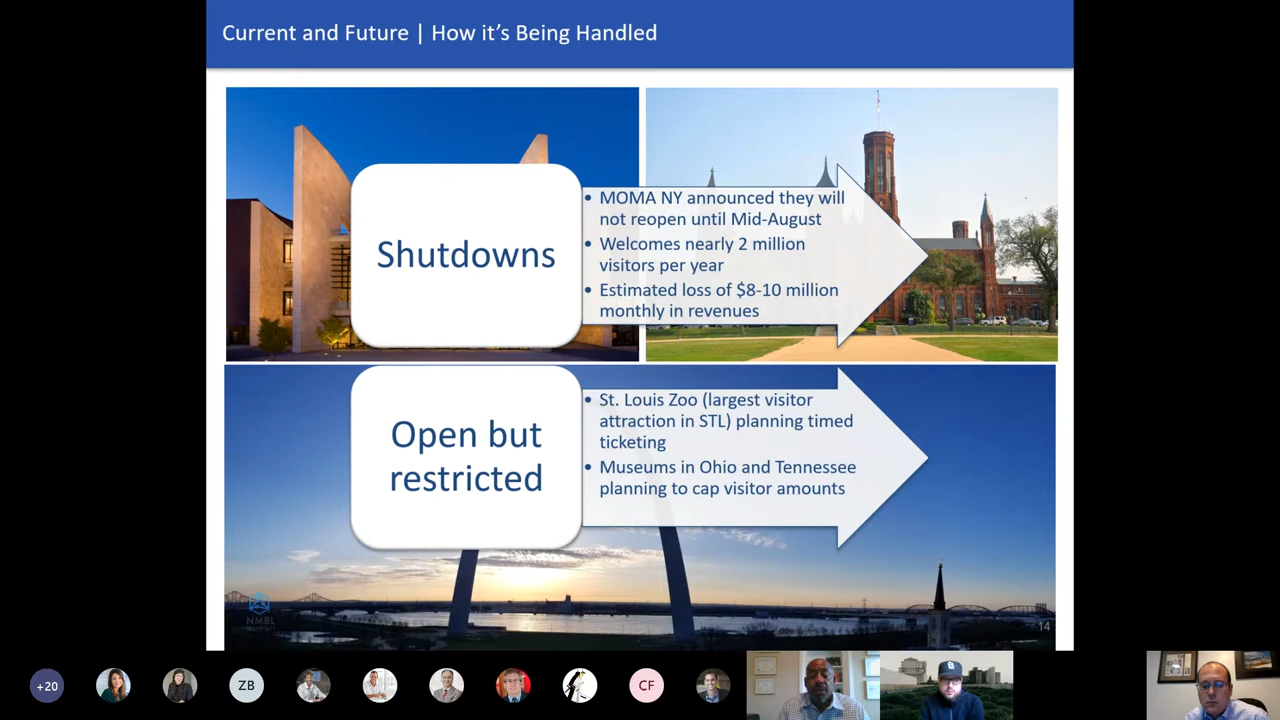 Current and Future | How it's Being Handled
Shutdowns
• MOMA NY announced they will
not reopen until Mid-August
• Welcomes nearly 2 million
visitors per year
• Estimated loss of $8-10 million
monthly in revenues
Open but
restricted
• St. Louis Zoo (largest visitor
attraction in STL) planning timed
ticketing
• Museums in Ohio and Tennessee
planning to cap visitor amounts
NMBL
14
+20
ZB
CF